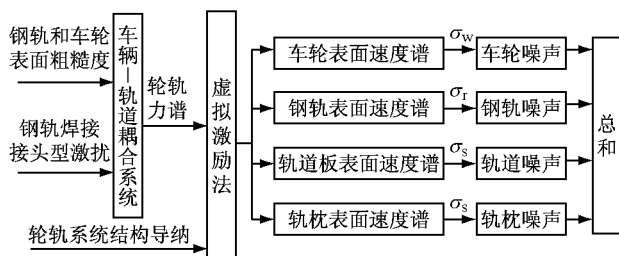 钢轨和车轮
表面粗糙度
钢轨焊接
接头型激扰
车辆－轨道耦合系统
轮轨
力谱
轮轨系统结构导纳
虚拟激励法
车轮表面速度谱
σw
车轮噪声
钢轨表面速度谱
σr
钢轨噪声
轨道板表面速度谱
σs
轨道噪声
轨枕表面速度谱
σs
轨枕噪声
总和